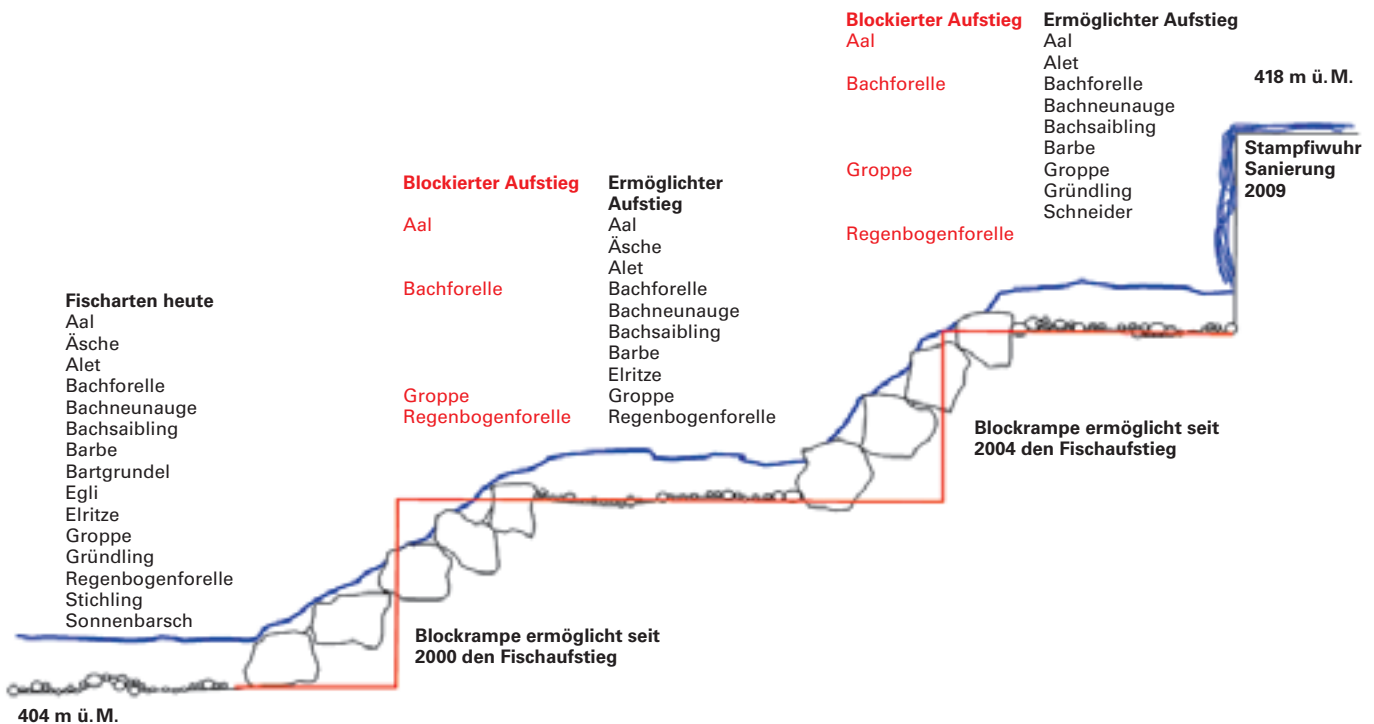 Blockierter Aufstieg
Aal
Bachforelle
Groppe
Regenbogenforelle
Ermöglichter Aufstieg
Aal
Alet
Bachforelle
Bachneunauge
Bachsaibling
Barbe
Groppe
Gründling
Schneider
418 m ü. M.
Stampfiwuhr
Sanierung
2009
Blockierter Aufstieg
Aal
Bachforelle
Groppe
Regenbogenforelle
Ermöglichter
Aufstieg
Aal
Äsche
Alet
Bachforelle
Bachneunauge
Bachsaibling
Barbe
Elritze
Groppe
Regenbogenforelle
Fischarten heute
Aal
Äsche
Alet
Bachforelle
Bachneunauge
Bachsaibling
Barbe
Bartgrundel
Egli
Elritze
Groppe
Gründling
Regenbogenforelle
Stichling
Sonnenbarsch
Blockrampe ermöglicht seit
2004 den Fischaufstieg
Blockrampe ermöglicht seit
2000 den Fischaufstieg
404 m ü. M.